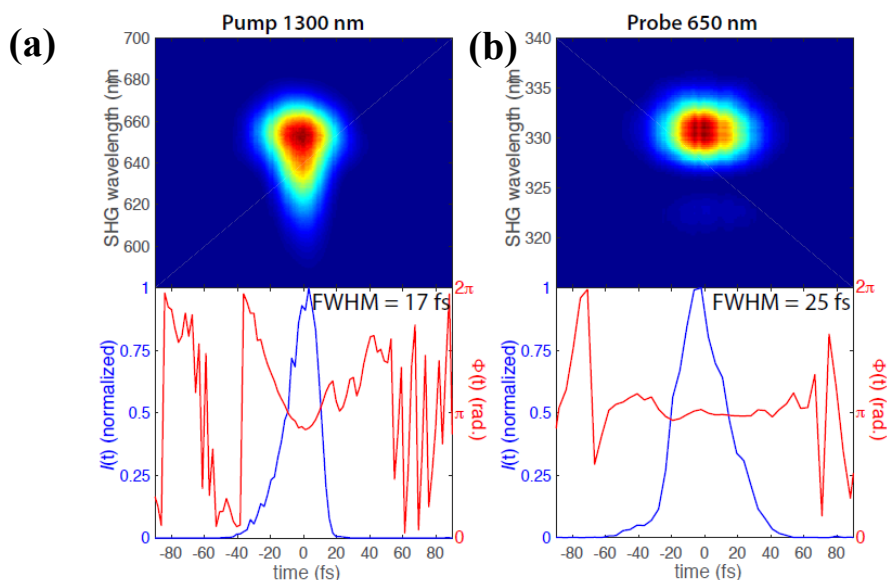 (a)
Pump 1300 nm
SHG wavelength (nm)
700
680
660
640
620
600
(b)
Probe 650 nm
SHG wavelength (nm)
340
335
330
325
320
FWHM = 17 fs
I(t) (normalized)
1
0.75
0.5
0.25
0
2π
π
0
Φ(t) (rad.)
-80 -60 -40 -20 0 20 40 60 80
time (fs)
FWHM = 25 fs
I(t) (normalized)
1
0.75
0.5
0.25
0
2π
π
0
Φ(t) (rad.)
-80 -60 -40 -20 0 20 40 60 80
time (fs)